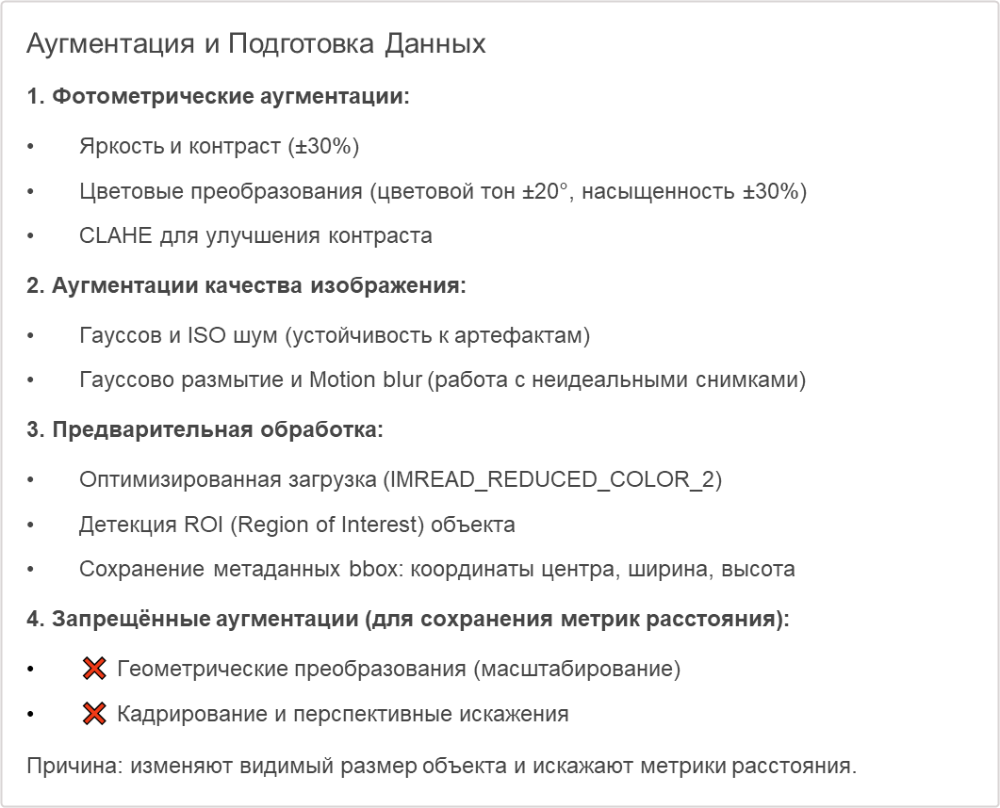 Аугментация и Подготовка Данных
1. Фотометрические аугментации:
• Яркость и контраст (±30%)
• Цветовые преобразования (цветовой тон ±20°, насыщенность ±30%)
• CLAHE для улучшения контраста
2. Аугментации качества изображения:
• Гауссов и ISO шум (устойчивость к артефактам)
• Гауссово размытие и Motion blur (работа с неидеальными снимками)
3. Предварительная обработка:
• Оптимизированная загрузка (IMREAD_REDUCED_COLOR_2)
• Детекция ROI (Region of Interest) объекта
• Сохранение метаданных bbox: координаты центра, ширина, высота
4. Запрещённые аугментации (для сохранения метрик расстояния):
• ❌ Геометрические преобразования (масштабирование)
• ❌ Кадрирование и перспективные искажения
Причина: изменяют видимый размер объекта и искажают метрики расстояния.